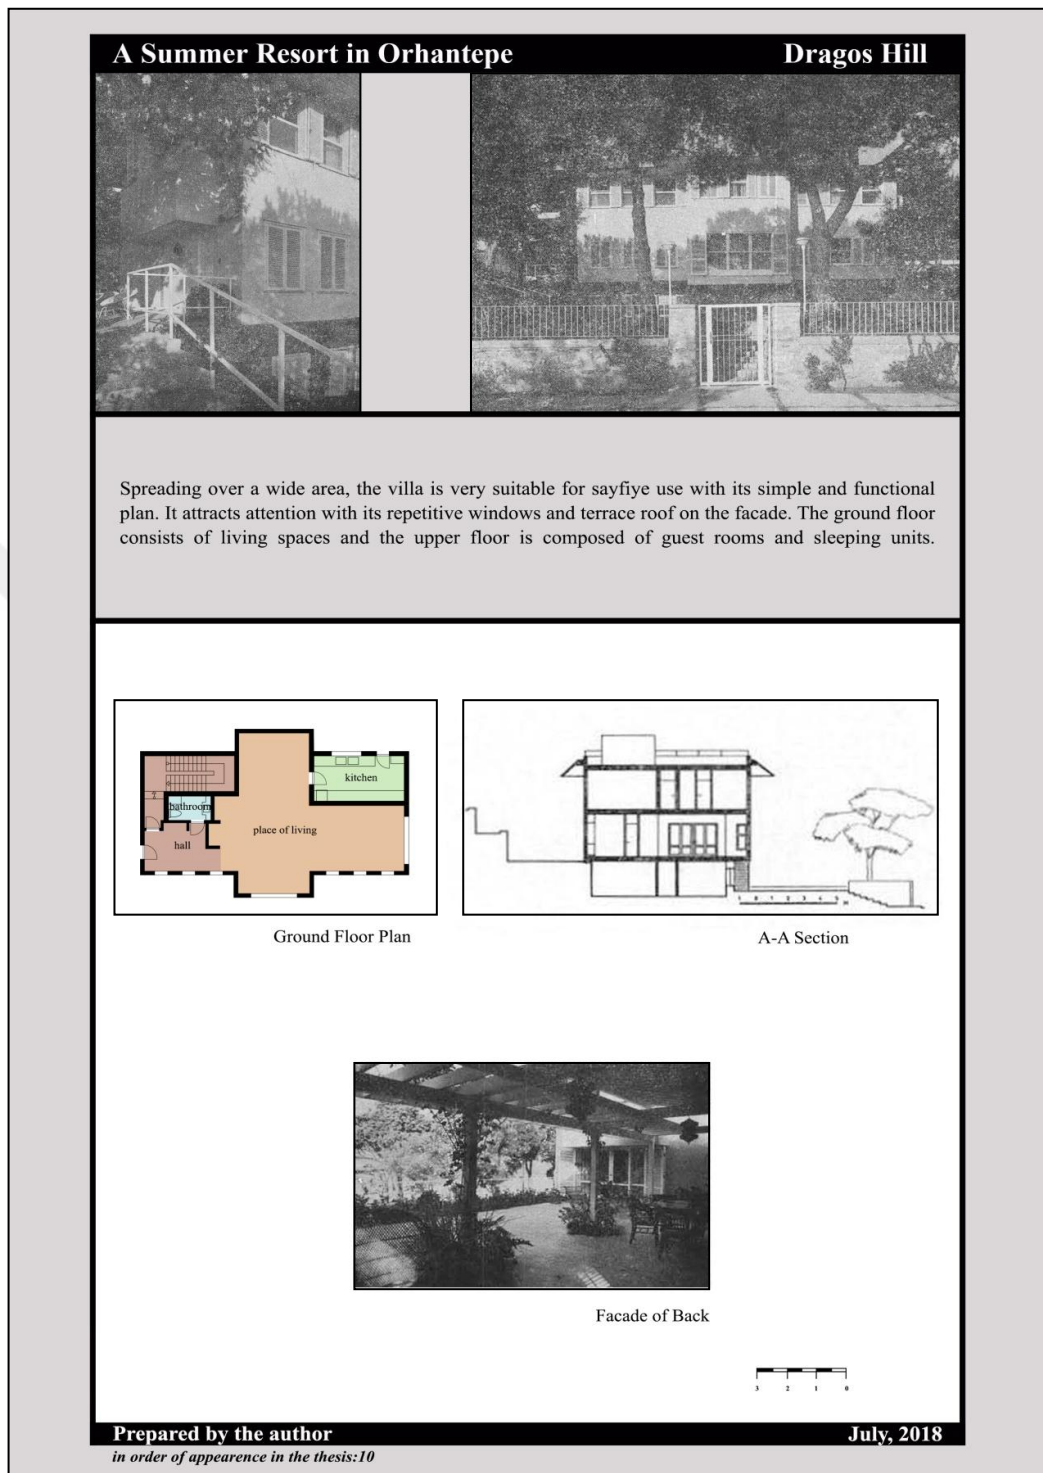 A Summer Resort in Orhantepe Dragos Hill
Spreading over a wide area, the villa is very suitable for sayfiye use with its simple and functional
plan. It attracts attention with its repetitive windows and terrace roof on the facade. The ground floor
consists of living spaces and the upper floor is composed of guest rooms and sleeping units.
kitchen
bathroom
place of living
hall
Ground Floor Plan
A-A Section
Facade of Back
3 2 1 0
Prepared by the author July, 2018
in order of appearence in the thesis:10